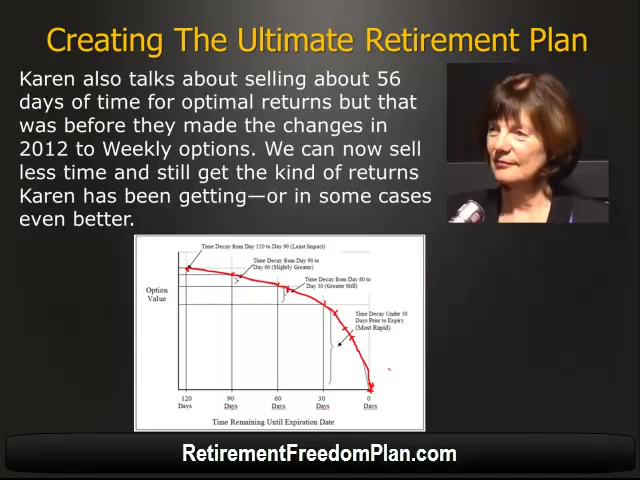 Creating The Ultimate Retirement Plan
Karen also talks about selling about 56
days of time for optimal returns but that
was before they made the changes in
2012 to Weekly options. We can now sell
less time and still get the kind of returns
Karen has been getting—or in some cases
even better.
Time Decay from Day 120 to Day 90 (Least Impact)
Time Decay from Day 90 to
Day 60 (Slightly Greater)
Time Decay from Day 60 to
Day 30 (Greater Still)
Option
Value
Time Decay Under 30
Days Prior to Expiry
(Most Rapid)
120 90 60 30 0
Days Days Days Days Days
Time Remaining Until Expiration Date
RetirementFreedomPlan.com